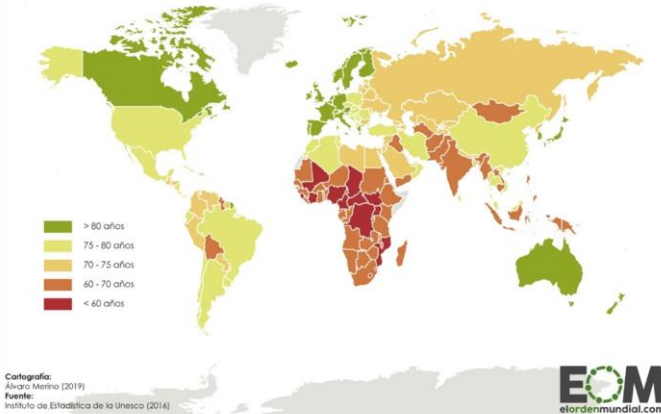 > 80 años
75 - 80 años
70 - 75 años
60 - 70 años
< 60 años
Cartografía:
Álvaro Merino (2019)
Fuente:
Instituto de Estadística de la Unesco (2016)
EOM
elordenmundial.com